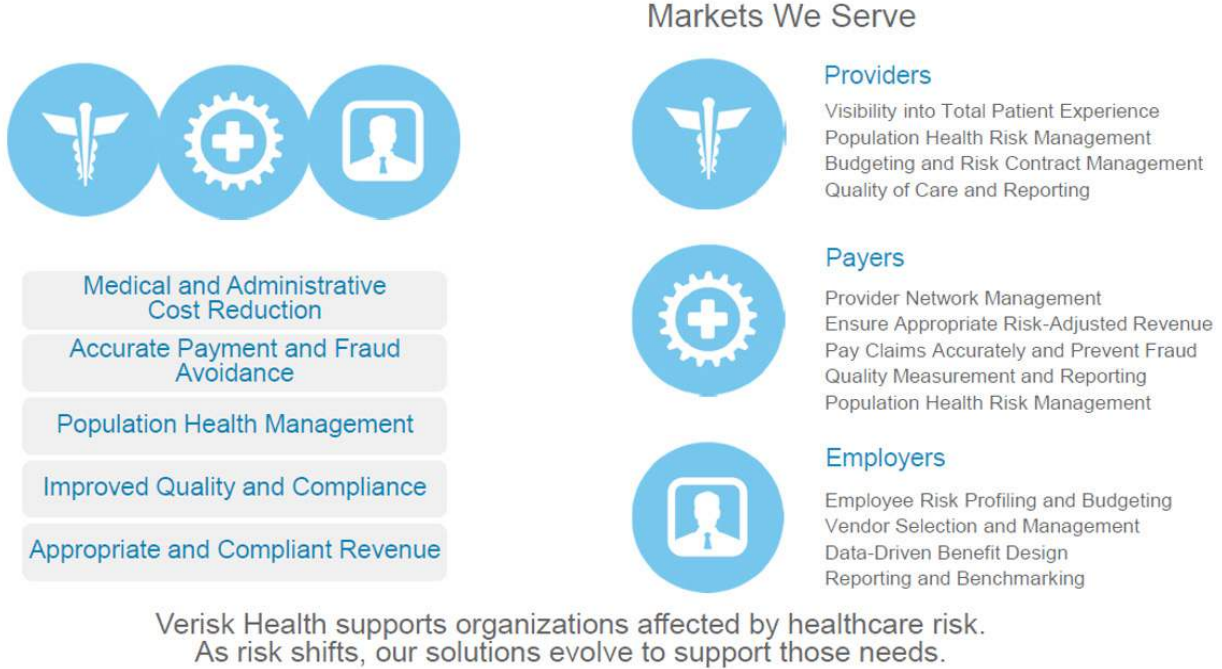 Markets We Serve
Medical and Administrative
Cost Reduction
Accurate Payment and Fraud
Avoidance
Population Health Management
Improved Quality and Compliance
Appropriate and Compliant Revenue
Providers
Visibility into Total Patient Experience
Population Health Risk Management
Budgeting and Risk Contract Management
Quality of Care and Reporting
Payers
Provider Network Management
Ensure Appropriate Risk-Adjusted Revenue
Pay Claims Accurately and Prevent Fraud
Quality Measurement and Reporting
Population Health Risk Management
Employers
Employee Risk Profiling and Budgeting
Vendor Selection and Management
Data-Driven Benefit Design
Reporting and Benchmarking
Verisk Health supports organizations affected by healthcare risk.
As risk shifts, our solutions evolve to support those needs.